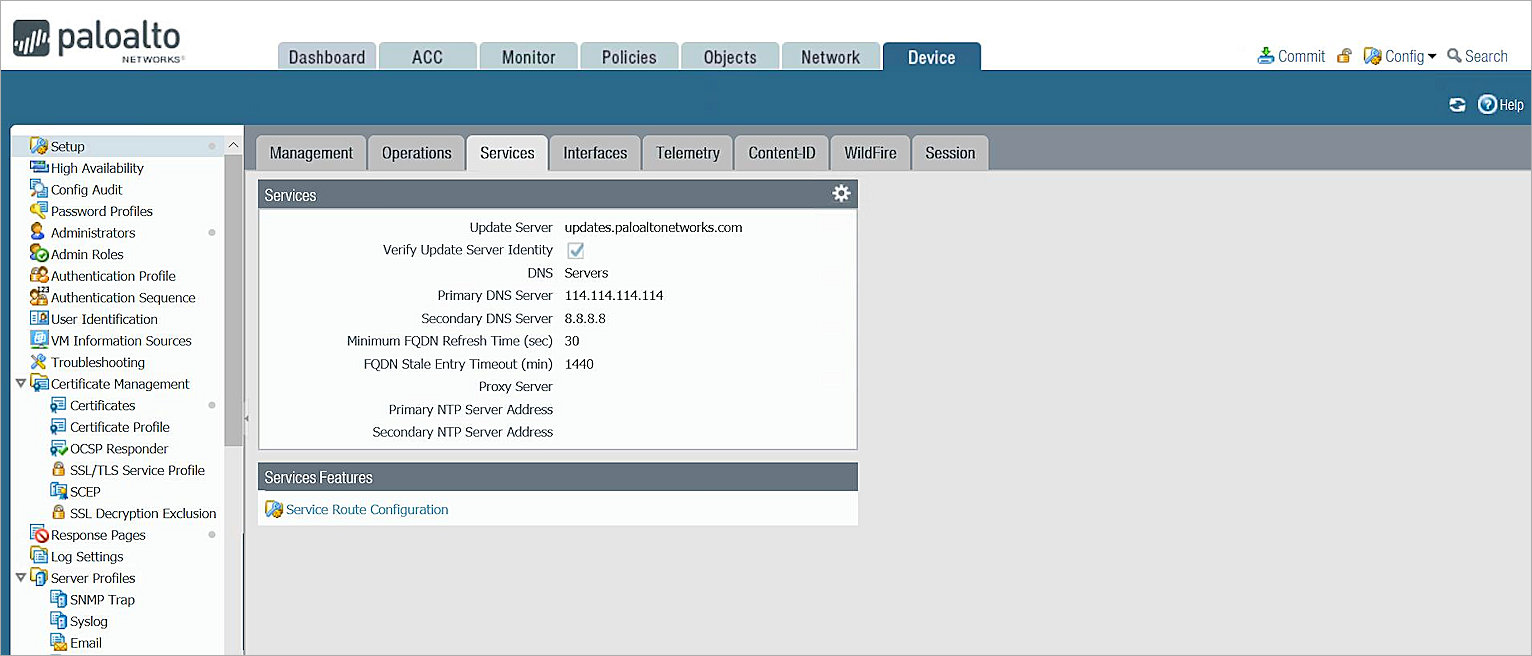 paloalto
NETWORKS®
Dashboard ACC Monitor Policies Objects Network Device
Commit Config Search
Help
Setup
High Availability
Config Audit
Password Profiles
Administrators
Admin Roles
Authentication Profile
Authentication Sequence
User Identification
VM Information Sources
Troubleshooting
Certificate Management
Certificates
Certificate Profile
OCSP Responder
SSL/TLS Service Profile
SCEP
SSL Decryption Exclusion
Response Pages
Log Settings
Server Profiles
SNMP Trap
Syslog
Email
Management Operations Services Interfaces Telemetry Content-ID WildFire Session
Services
Update Server updates.paloaltonetworks.com
Verify Update Server Identity
DNS Servers
Primary DNS Server 114.114.114.114
Secondary DNS Server 8.8.8.8
Minimum FQDN Refresh Time (sec) 30
FQDN Stale Entry Timeout (min) 1440
Proxy Server
Primary NTP Server Address
Secondary NTP Server Address
Services Features
Service Route Configuration